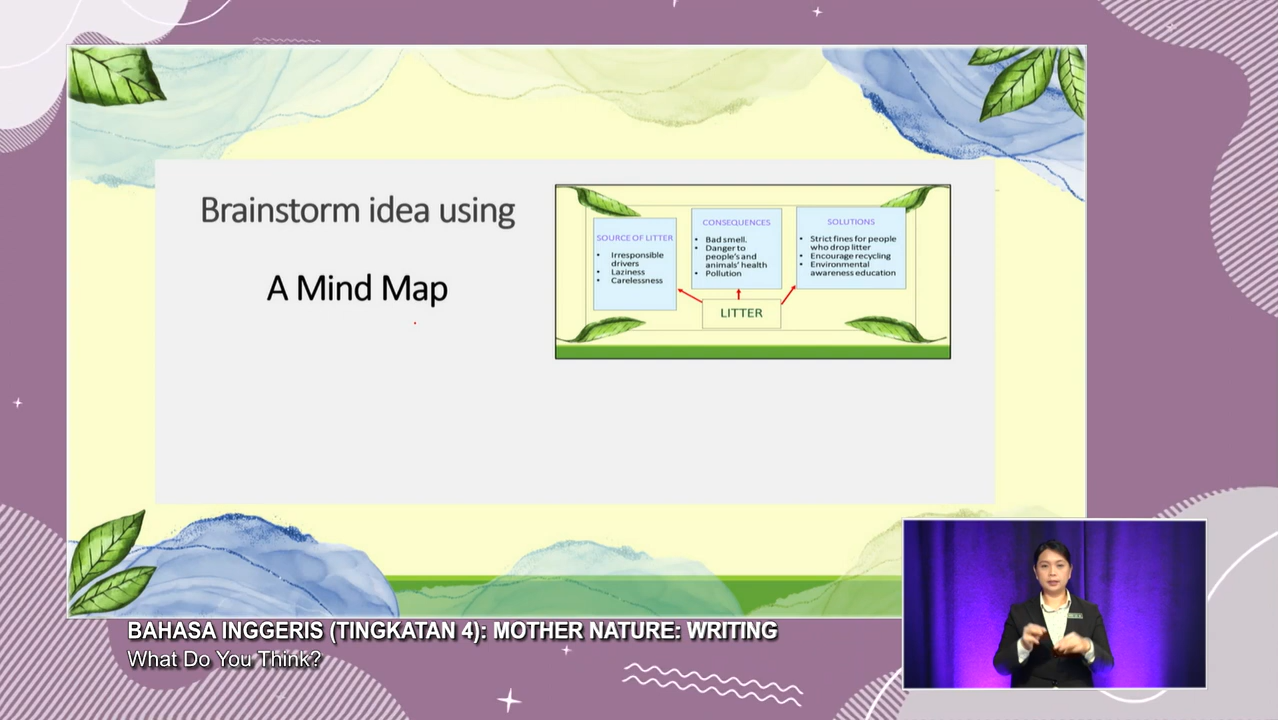 Brainstorm idea using
A Mind Map
SOURCE OF LITTER
• Irresponsible
drivers
• Laziness
• Carelessness
CONSEQUENCES
• Bad smell.
• Danger to
people's and
animals' health
• Pollution
SOLUTIONS
• Strict fines for people
who drop litter
• Encourage recycling
• Environmental
awareness education
LITTER
BAHASA INGGERIS (TINGKATAN 4): MOTHER NATURE: WRITING
What Do You Think?